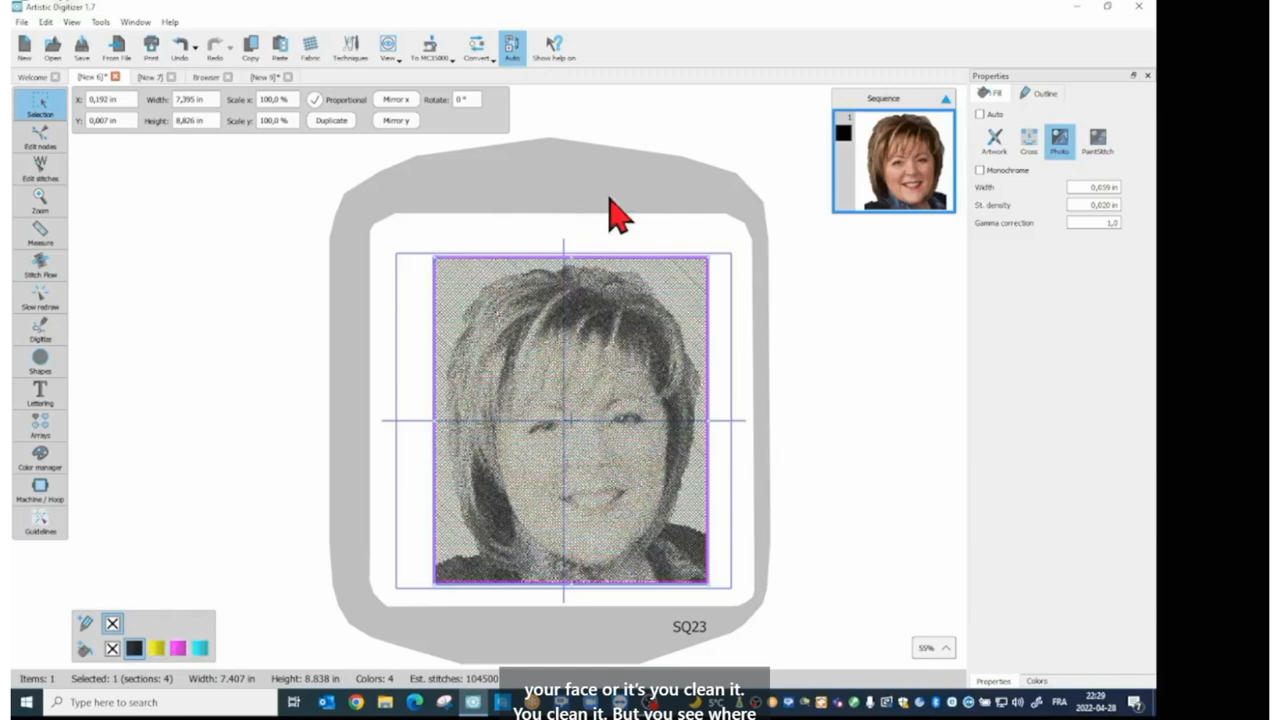 Artistic Digitizer 1.7
File Edit View Tools Window Help
New Open Save From File Print Undo Redo Copy Paste Fabric Techniques View To MC15000 Convert Auto Show help on
Welcome [New 6]* [New 7] Browser [New 9]*
X: 0,192 in Width: 7,395 in Scale x: 100,0 % Proportional Mirror x Rotate: 0 °
Y: 0,007 in Height: 8,826 in Scale y: 100,0 % Duplicate Mirror y
Selection
Edit nodes
Edit stitches
Zoom
Measure
Stitch Flow
Slow redraw
Digitize
Shapes
Lettering
Arrays
Color manager
Machine / Hoop
Guidelines
Sequence
1
Properties
Fill Outline
Auto
Artwork Cross Photo PaintStitch
Monochrome
Width 0,059 in
St. density 0,020 in
Gamma correction 1,0
SQ23
55%
Items: 1 Selected: 1 (sections: 4) Width: 7.407 in Height: 8.838 in Colors: 4 Est. stitches: 104500
Properties Colors
your face or it's you clean it.
You clean it. But you see where
Type here to search
5°C
FRA
22:29
2022-04-28